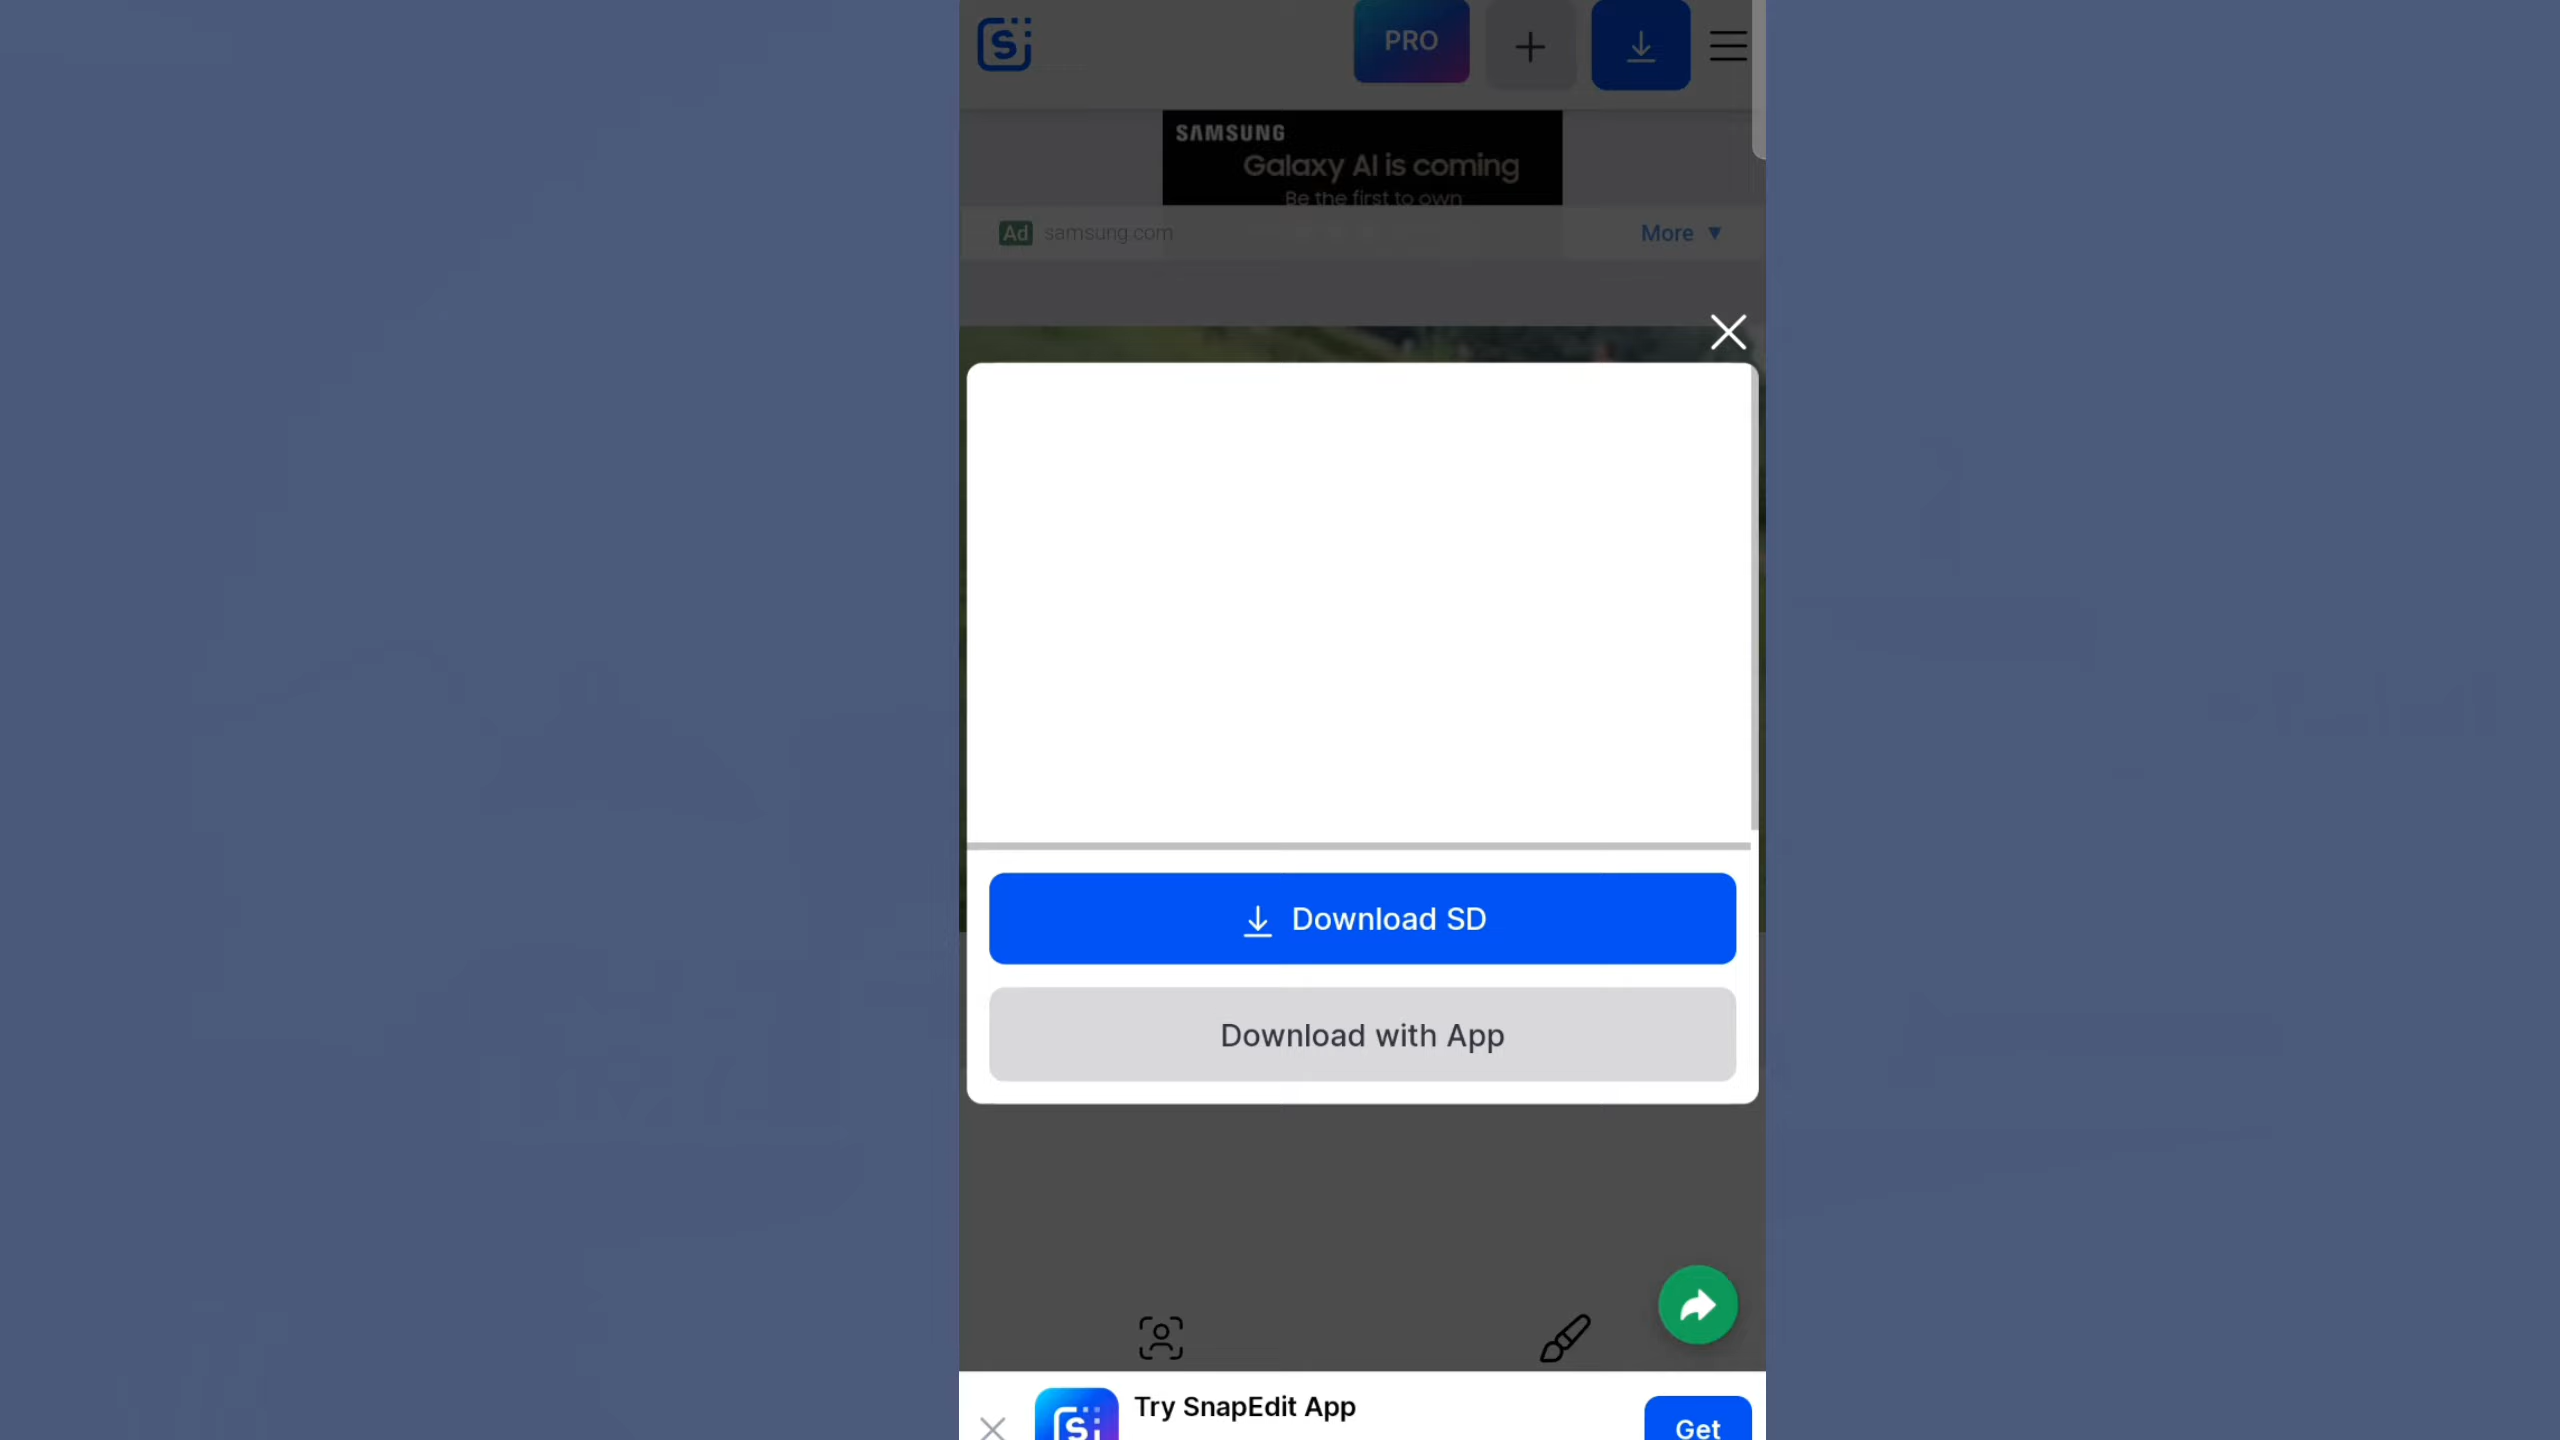 PRO
SAMSUNG
Galaxy AI is coming
Be the first to own
Ad samsung.com More
Download SD
Download with App
Try SnapEdit App
Get